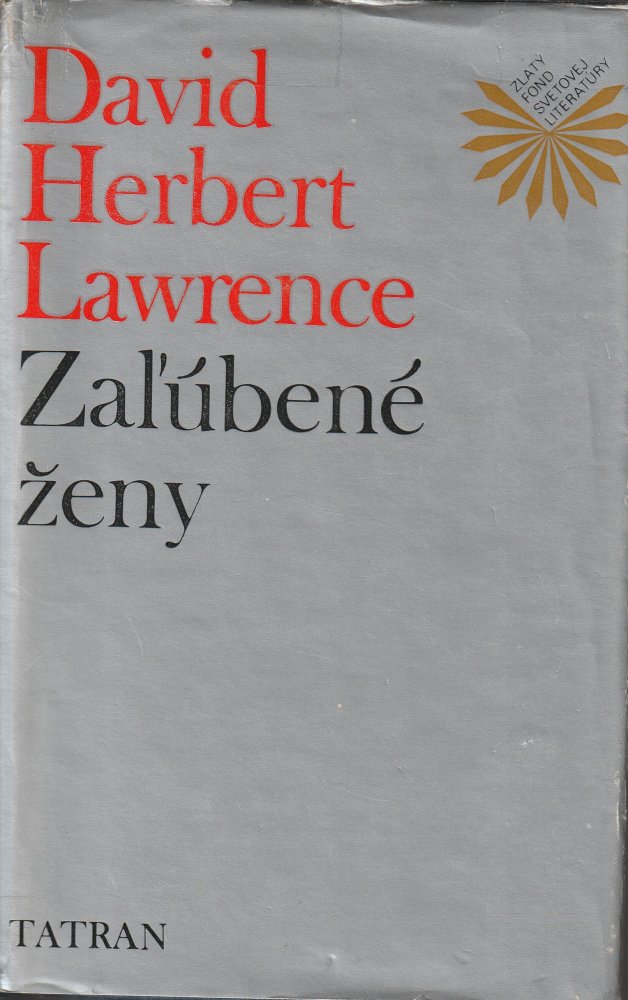 David
Herbert
Lawrence
Zaľúbené
ženy
ZLATÝ
FOND
SVETOVEJ
LITERATÚRY
TATRAN